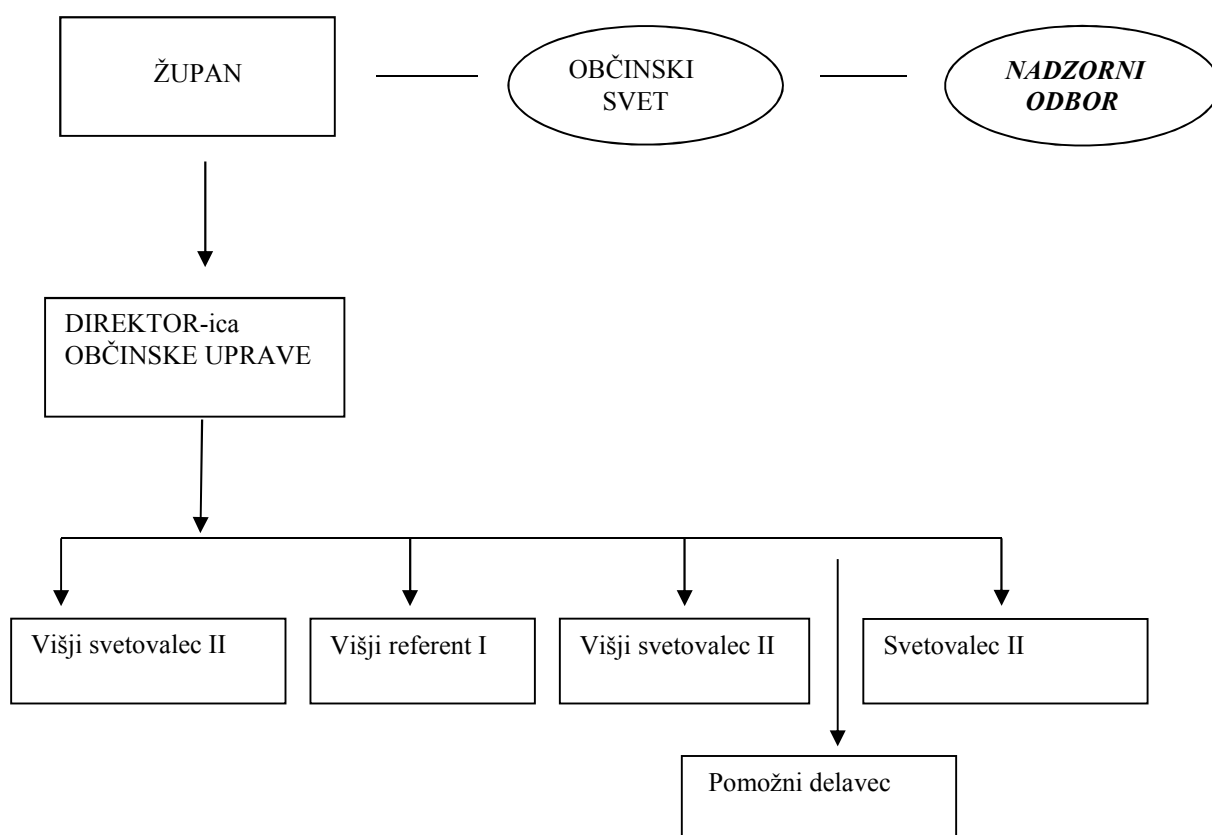 ŽUPAN
OBČINSKI
SVET
NADZORNI
ODBOR
DIREKTOR-ica
OBČINSKE UPRAVE
Višji svetovalec II
Višji referent I
Višji svetovalec II
Svetovalec II
Pomožni delavec